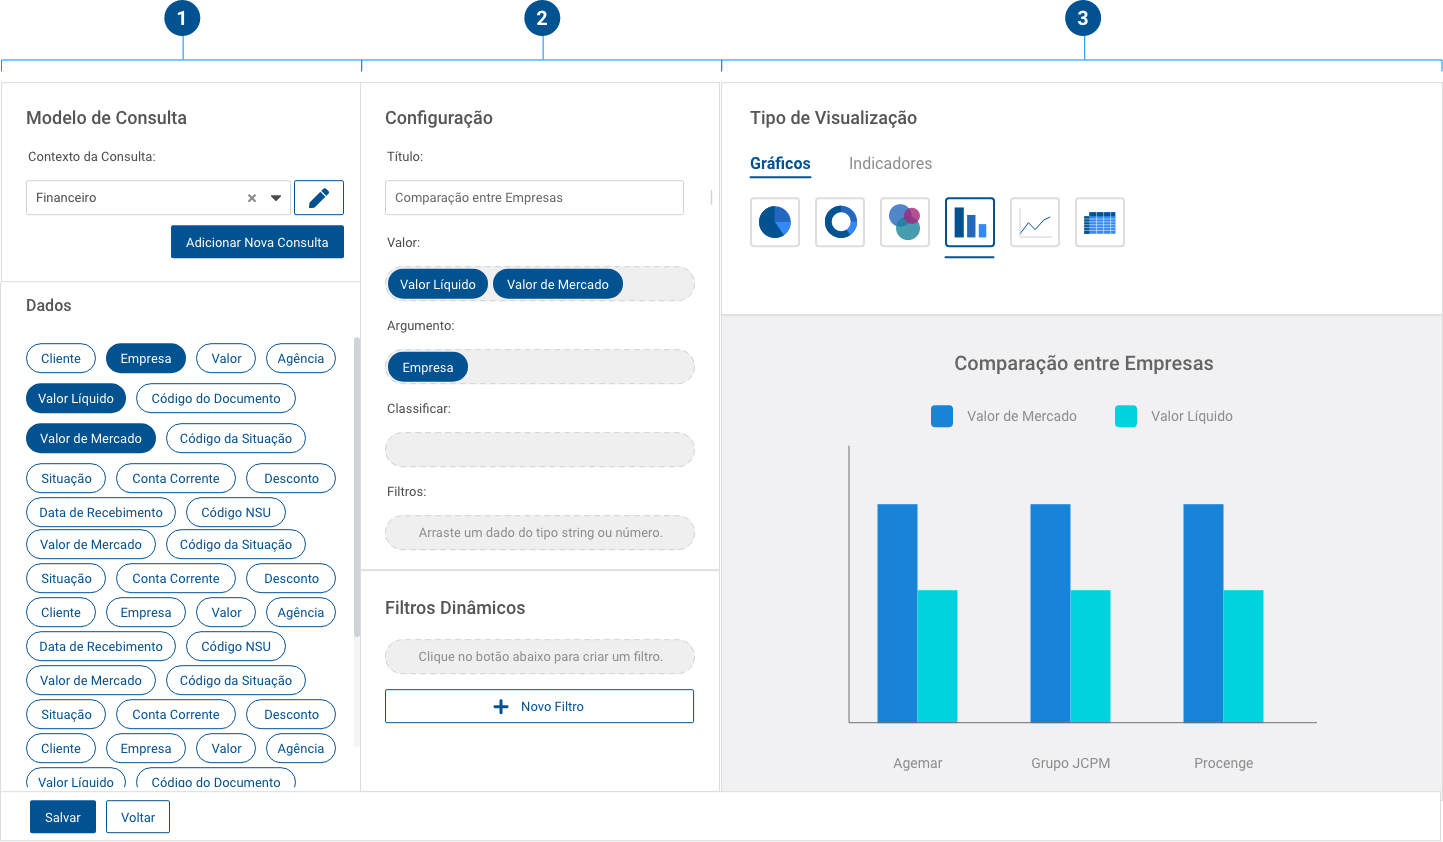 1
2
3
Modelo de Consulta
Contexto da Consulta:
Financeiro
Adicionar Nova Consulta
Dados
Cliente Empresa Valor Agência
Valor Líquido Código do Documento
Valor de Mercado Código da Situação
Situação Conta Corrente Desconto
Data de Recebimento Código NSU
Valor de Mercado Código da Situação
Situação Conta Corrente Desconto
Cliente Empresa Valor Agência
Data de Recebimento Código NSU
Valor de Mercado Código da Situação
Situação Conta Corrente Desconto
Cliente Empresa Valor Agência
Valor Líquido Código do Documento
Configuração
Título:
Comparação entre Empresas
Valor:
Valor Líquido Valor de Mercado
Argumento:
Empresa
Classificar:
Filtros:
Arraste um dado do tipo string ou número.
Filtros Dinâmicos
Clique no botão abaixo para criar um filtro.
Novo Filtro
Tipo de Visualização
Gráficos Indicadores
Comparação entre Empresas
Valor de Mercado Valor Líquido
Agemar Grupo JCPM Procenge
Salvar Voltar